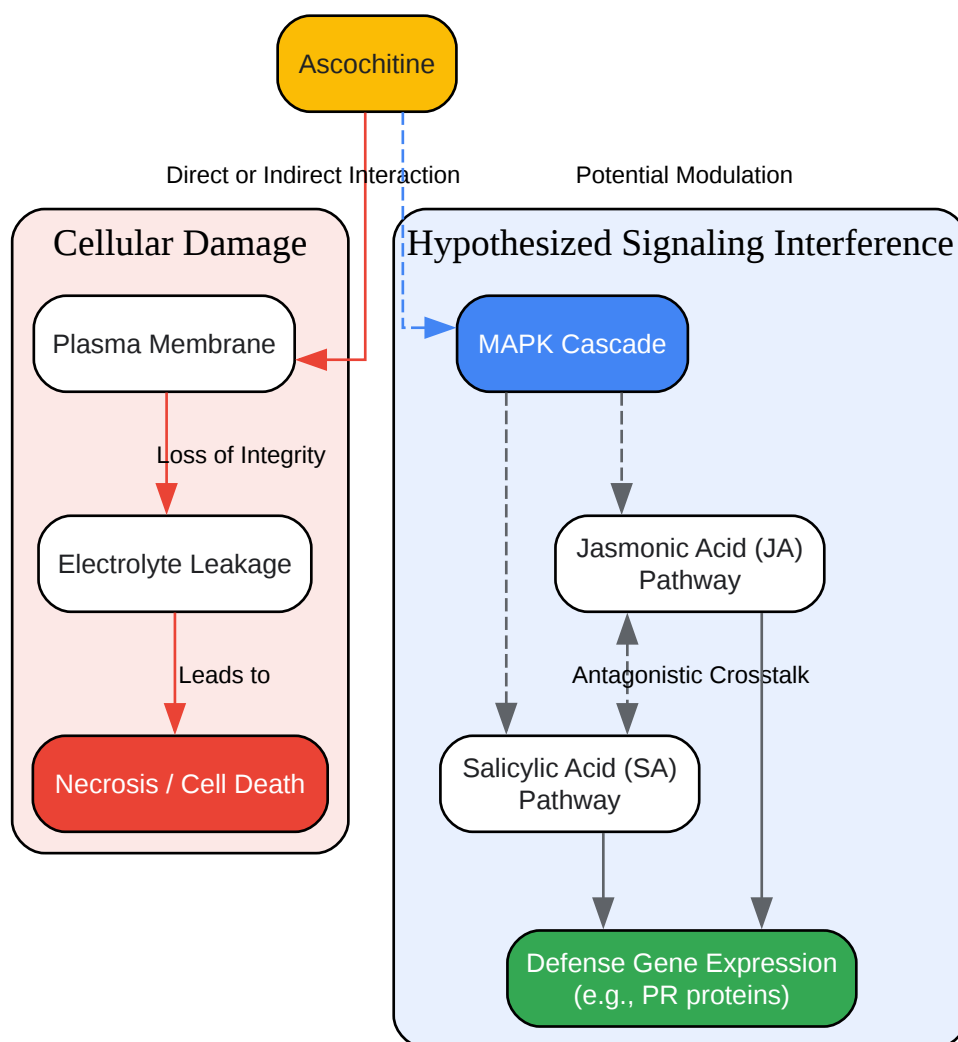 Ascochitine
Direct or Indirect Interaction
Potential Modulation
Cellular Damage
Hypothesized Signaling Interference
Plasma Membrane
MAPK Cascade
Loss of Integrity
Electrolyte Leakage
Jasmonic Acid (JA)
Pathway
Leads to
Antagonistic Crosstalk
Necrosis / Cell Death
Salicylic Acid (SA)
Pathway
Defense Gene Expression
(e.g., PR proteins)